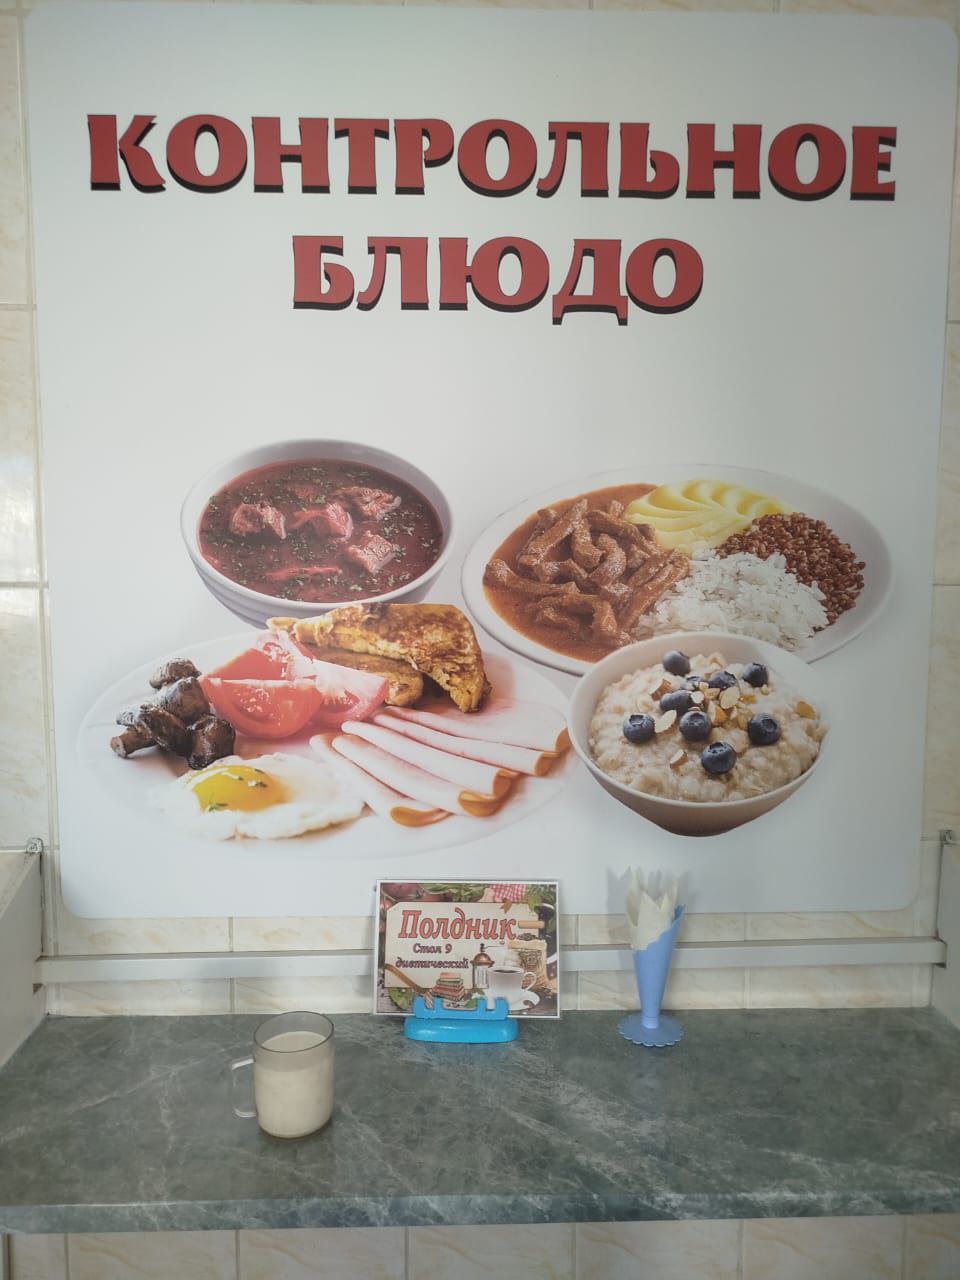 КОНТРОЛЬНОЕ
БЛЮДО
Полдник
Стол 9
диетический